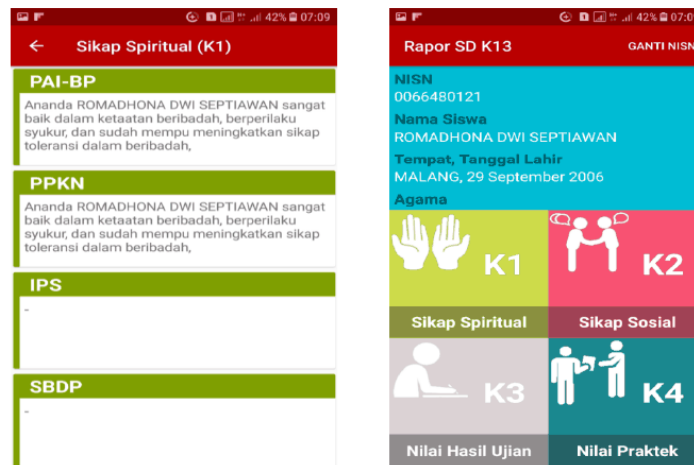 42% 07:09
Sikap Spiritual (K1)
PAI-BP
Ananda ROMADHONA DWI SEPTIAWAN sangat
baik dalam ketaatan beribadah, berperilaku
syukur, dan sudah mempu meningkatkan sikap
toleransi dalam beribadah,
PPKN
Ananda ROMADHONA DWI SEPTIAWAN sangat
baik dalam ketaatan beribadah, berperilaku
syukur, dan sudah mempu meningkatkan sikap
toleransi dalam beribadah,
IPS
-
SBDP
-
42% 07:0
Rapor SD K13
GANTI NISN
NISN
0066480121
Nama Siswa
ROMADHONA DWI SEPTIAWAN
Tempat, Tanggal Lahir
MALANG, 29 September 2006
Agama
K1
K2
Sikap Spiritual
Sikap Sosial
K3
K4
Nilai Hasil Ujian
Nilai Praktek